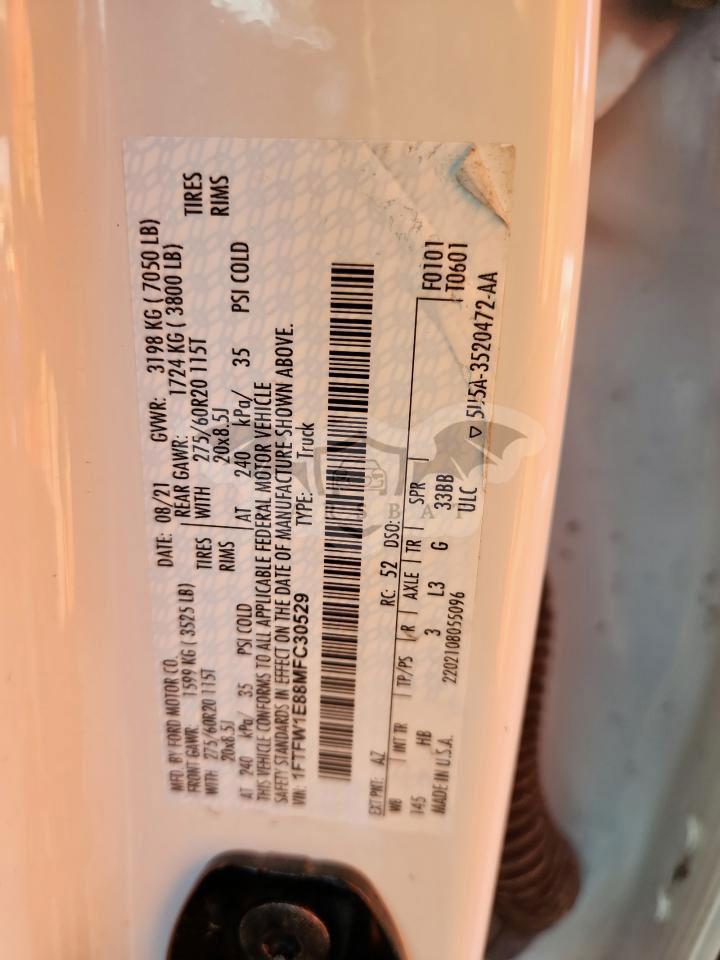 MFD. BY FORD MOTOR CO.
DATE: 08/21 GVWR: 3198 KG ( 7050 LB)
FRONT GAWR: 1599 KG ( 3525 LB) REAR GAWR: 1724 KG ( 3800 LB)
WITH 275/60R20 115T TIRES WITH 275/60R20 115T TIRES
20x8.5J RIMS 20x8.5J RIMS
AT 240 kPa/ 35 PSI COLD AT 240 kPa/ 35 PSI COLD
THIS VEHICLE CONFORMS TO ALL APPLICABLE FEDERAL MOTOR VEHICLE
SAFETY STANDARDS IN EFFECT ON THE DATE OF MANUFACTURE SHOWN ABOVE.
VIN: 1FTFW1E88MFC30529 TYPE: Truck
EXT PNT: AZ RC: 52 DSO: F0101
WB INT TR TP/PS R AXLE TR SPR T0601
145 HB 3 L3 G 33BB
MADE IN U.S.A. 2202108055096 ULC ▽ 5U5A-3520472-AA